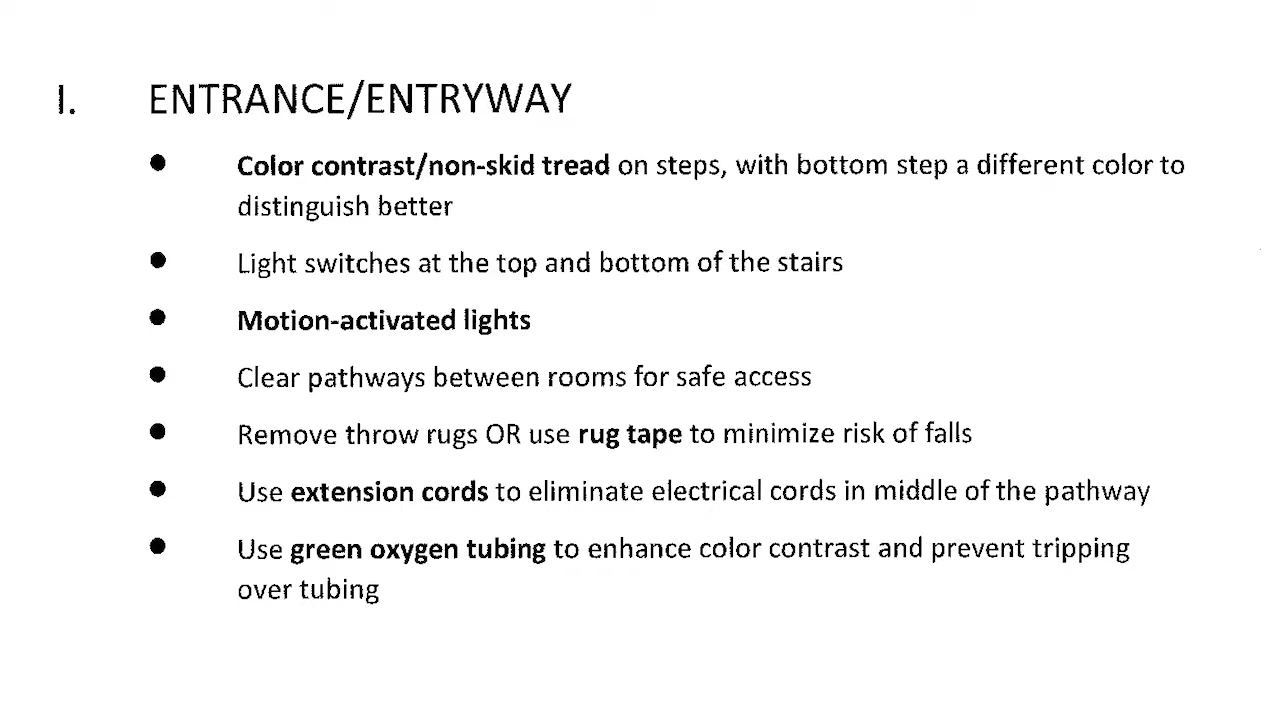 I. ENTRANCE/ENTRYWAY
● Color contrast/non-skid tread on steps, with bottom step a different color to
distinguish better
● Light switches at the top and bottom of the stairs
● Motion-activated lights
● Clear pathways between rooms for safe access
● Remove throw rugs OR use rug tape to minimize risk of falls
● Use extension cords to eliminate electrical cords in middle of the pathway
● Use green oxygen tubing to enhance color contrast and prevent tripping
over tubing